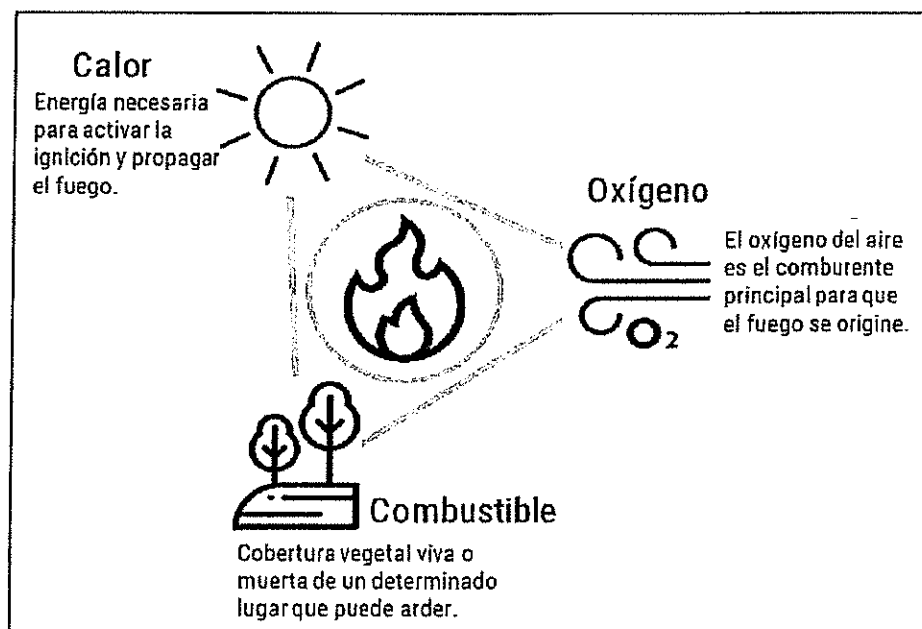 Calor
Energía necesaria
para activar la
ignición y propagar
el fuego.
Oxígeno
El oxígeno del aire
es el comburente
principal para que
el fuego se origine.
O2
Combustible
Cobertura vegetal viva o
muerta de un determinado
lugar que puede arder.